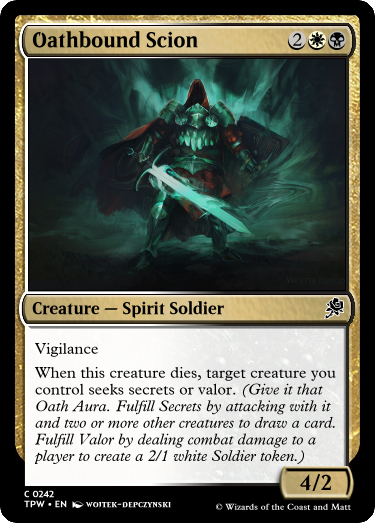 Oathbound Scion 2
Creature — Spirit Soldier
Vigilance
When this creature dies, target creature you
control seeks secrets or valor. (Give it that
Oath Aura. Fulfill Secrets by attacking with it
and two or more other creatures to draw a card.
Fulfill Valor by dealing combat damage to a
player to create a 2/1 white Soldier token.)
4/2
C 0242
TPW • EN WOJTEK-DEPCZYNSKI
© Wizards of the Coast and Matt